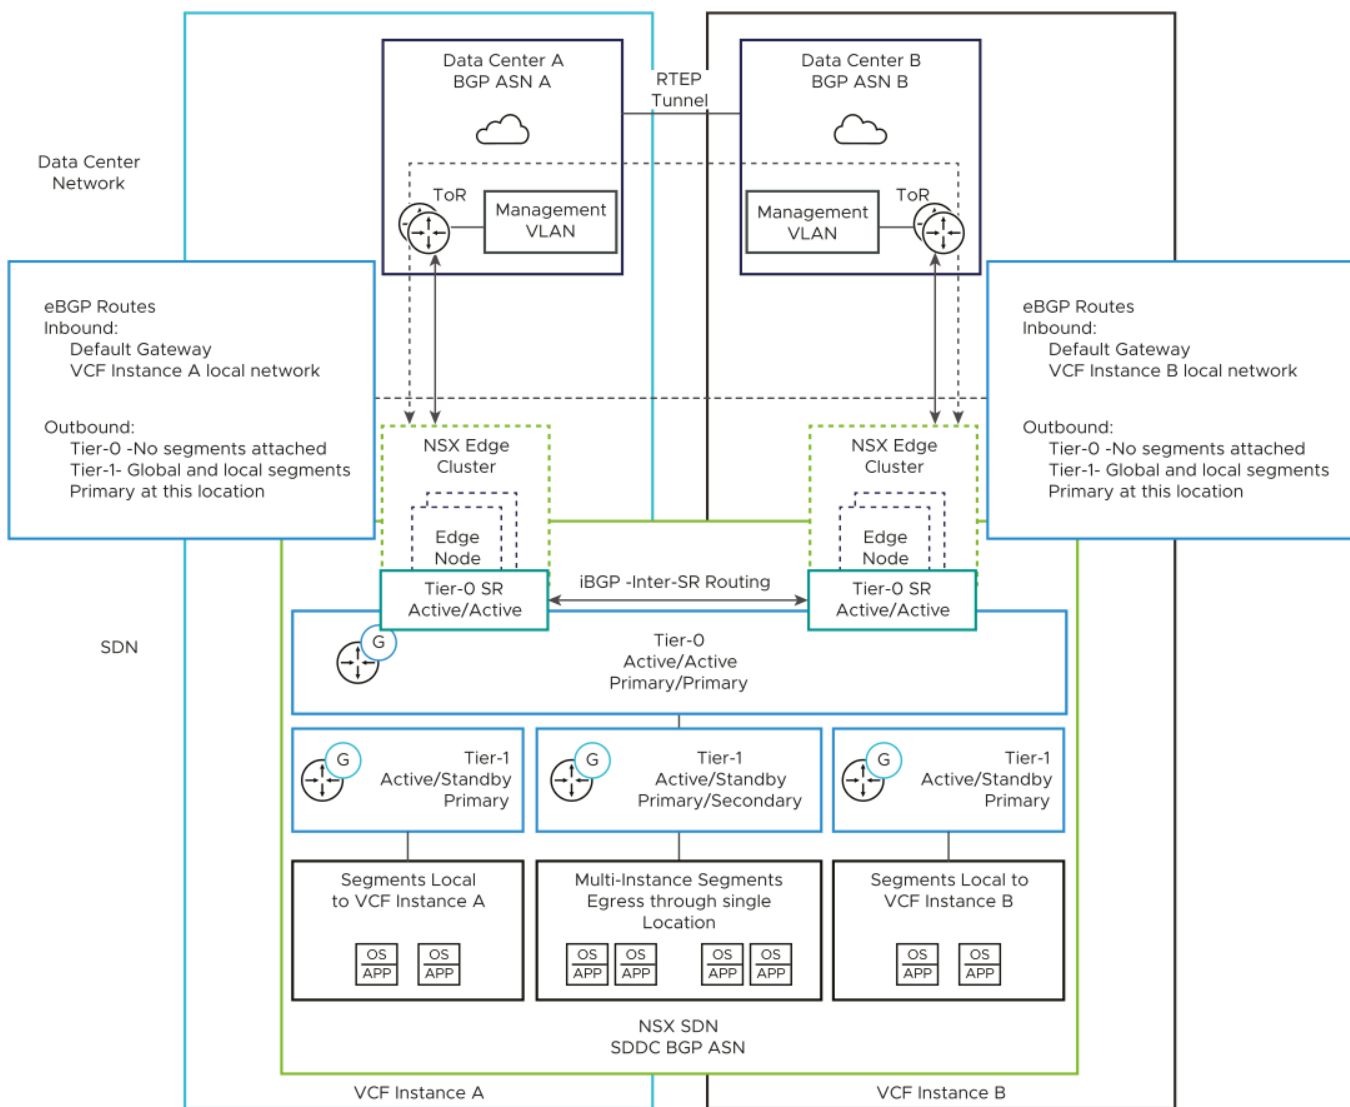 Data Center A
BGP ASN A
RTEP
Tunnel
Data Center B
BGP ASN B
Data Center
Network
ToR
Management
VLAN
Management
VLAN
ToR
eBGP Routes
Inbound:
Default Gateway
VCF Instance A local network
Outbound:
Tier-0 -No segments attached
Tier-1- Global and local segments
Primary at this location
eBGP Routes
Inbound:
Default Gateway
VCF Instance B local network
Outbound:
Tier-0 -No segments attached
Tier-1- Global and local segments
Primary at this location
NSX Edge
Cluster
Edge
Node
NSX Edge
Cluster
Edge
Node
Tier-0 SR
Active/Active
iBGP -Inter-SR Routing
Tier-0 SR
Active/Active
SDN
G
Tier-0
Active/Active
Primary/Primary
G
Tier-1
Active/Standby
Primary
G
Tier-1
Active/Standby
Primary/Secondary
G
Tier-1
Active/Standby
Primary
Segments Local
to VCF Instance A
OS
APP
OS
APP
Multi-Instance Segments
Egress through single
Location
OS
APP
OS
APP
OS
APP
OS
APP
Segments Local to
VCF Instance B
OS
APP
OS
APP
NSX SDN
SDDC BGP ASN
VCF Instance A
VCF Instance B